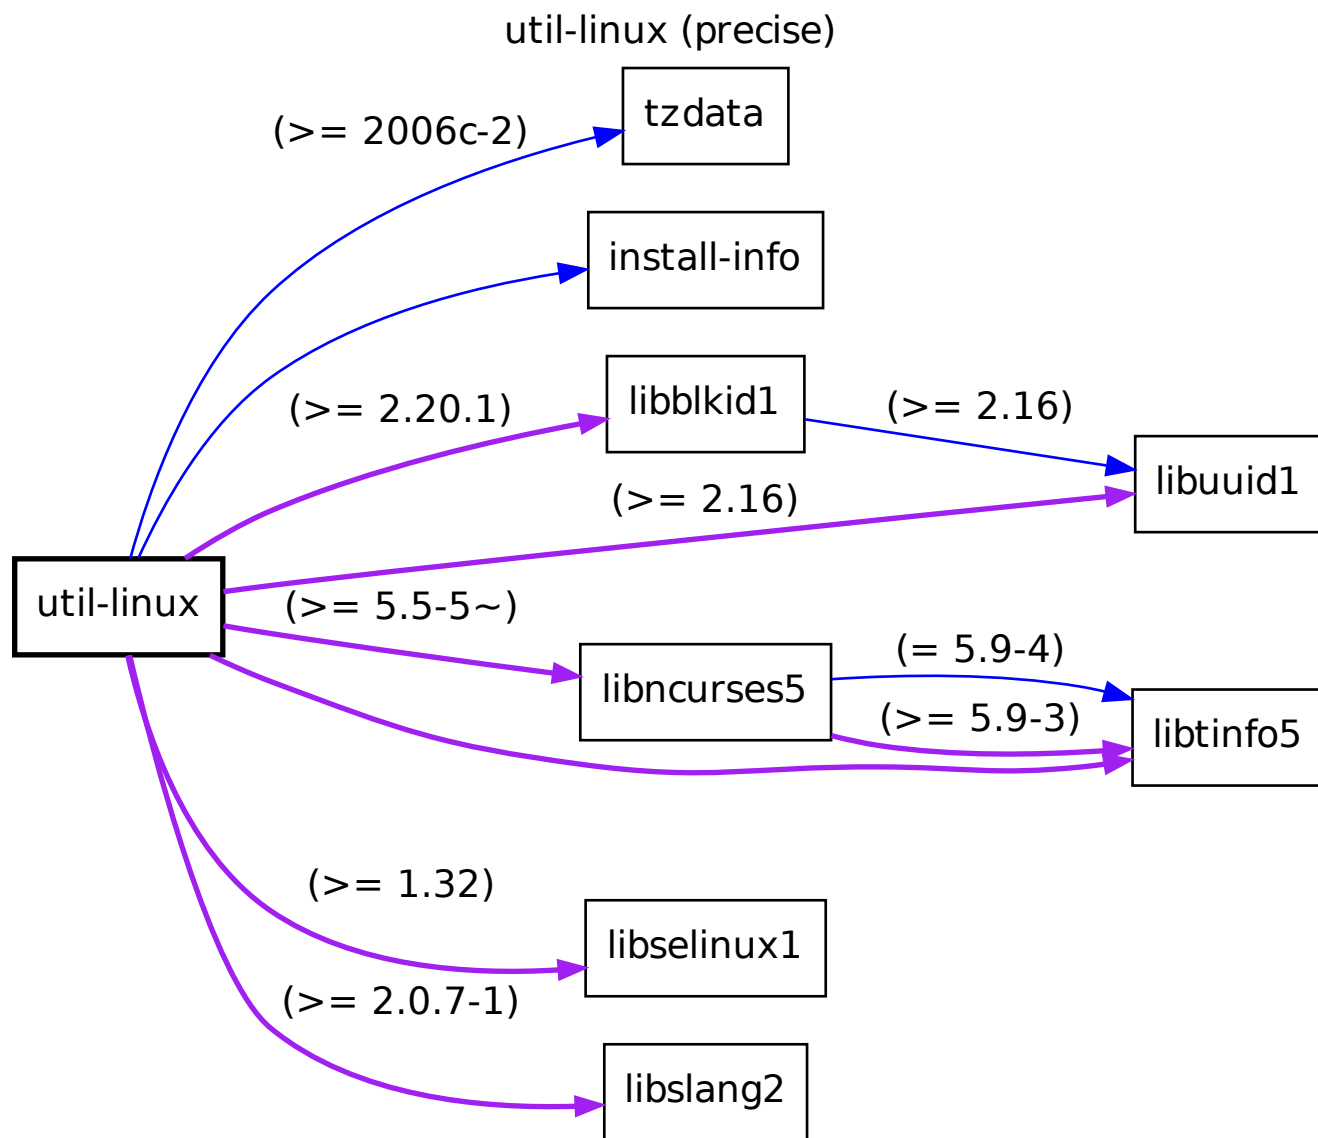 util-linux (precise)
tzdata
(>= 2006c-2)
install-info
libblkid1
(>= 2.20.1)
(>= 2.16)
libuuid1
(>= 2.16)
util-linux
(>= 5.5-5~)
libncurses5
(= 5.9-4)
(>= 5.9-3)
libtinfo5
(>= 1.32)
libselinux1
(>= 2.0.7-1)
libslang2